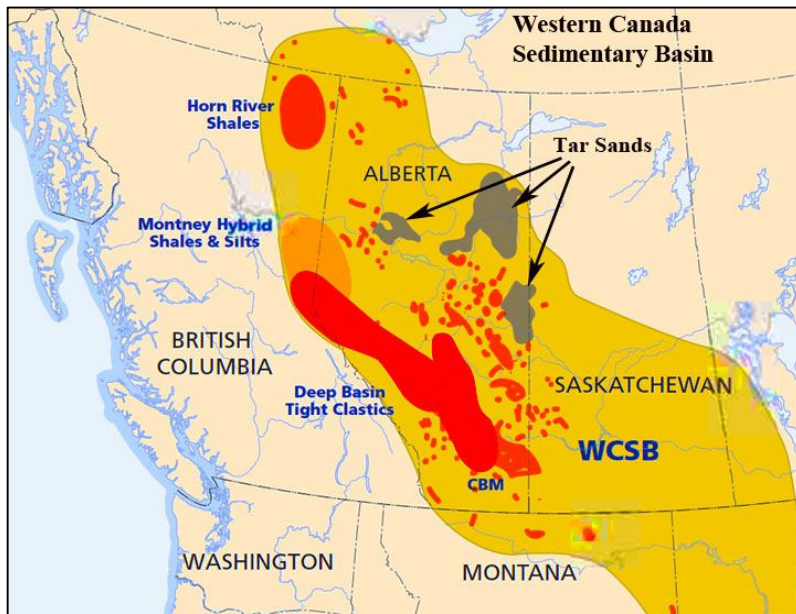 Western Canada
Sedimentary Basin
Horn River
Shales
Tar Sands
ALBERTA
Montney Hybrid
Shales & Silts
BRITISH
COLUMBIA
Deep Basin
Tight Clastics
SASKATCHEWAN
WCSB
CBM
WASHINGTON
MONTANA